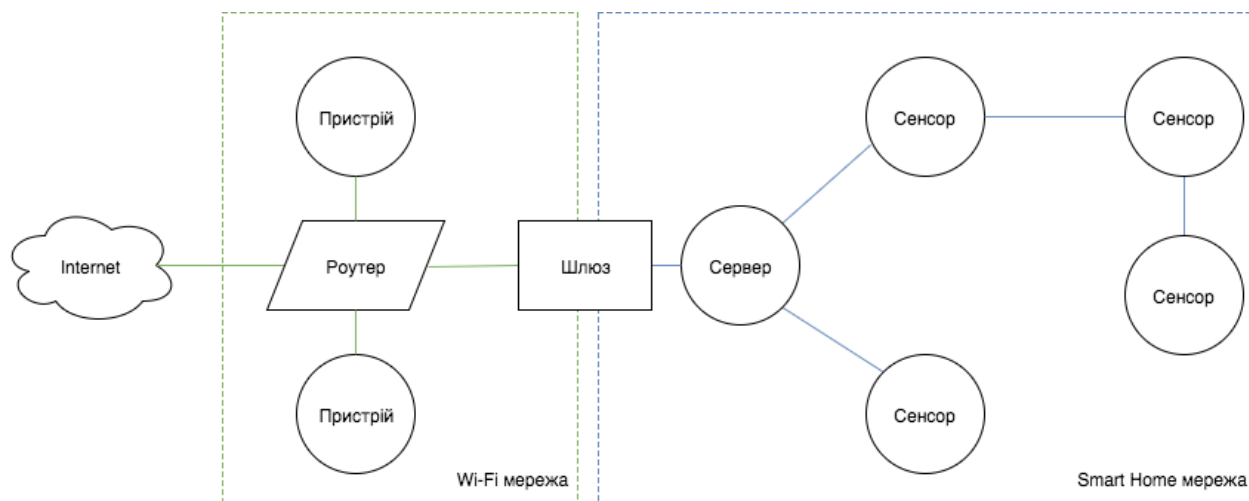 Пристрій
Сенсор
Сенсор
Internet
Роутер
Шлюз
Сервер
Сенсор
Пристрій
Сенсор
Wi-Fi мережа
Smart Home мережа